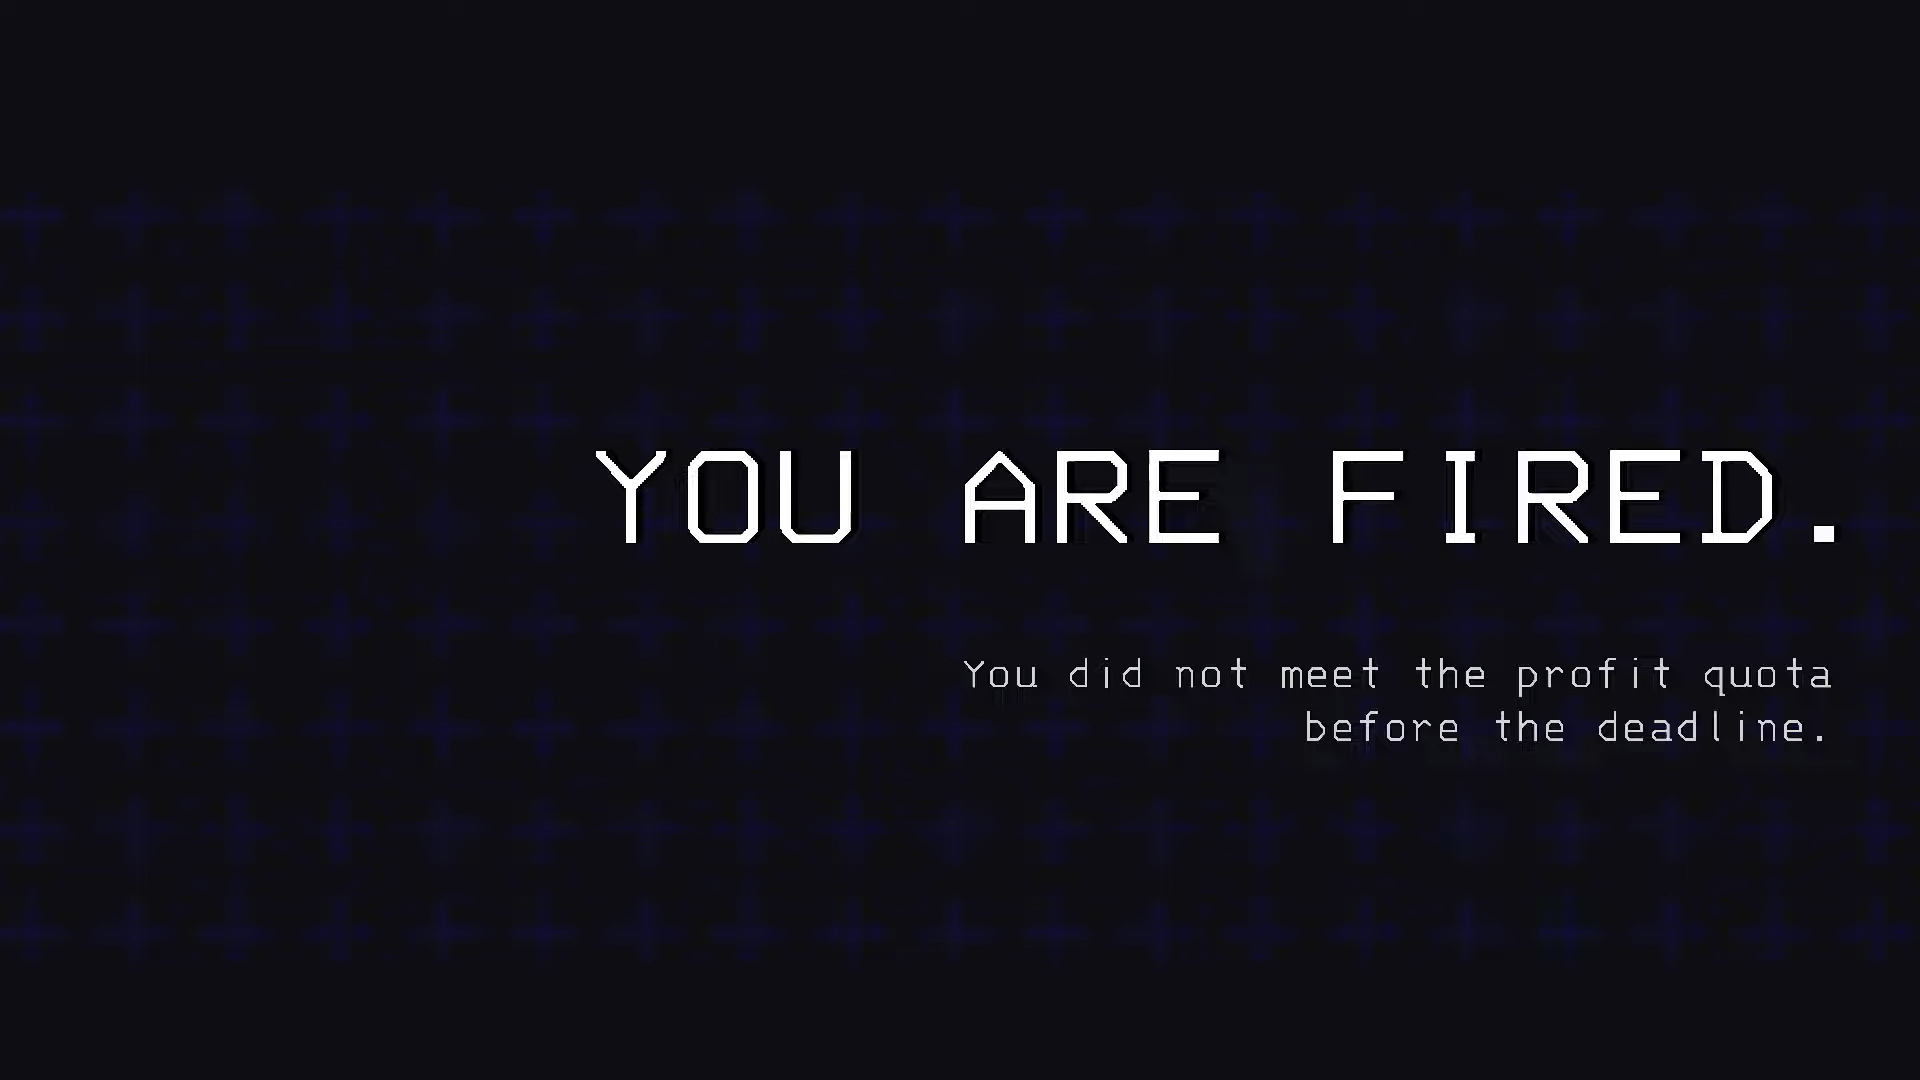 YOU ARE FIRED.
You did not meet the profit quota
before the deadline.